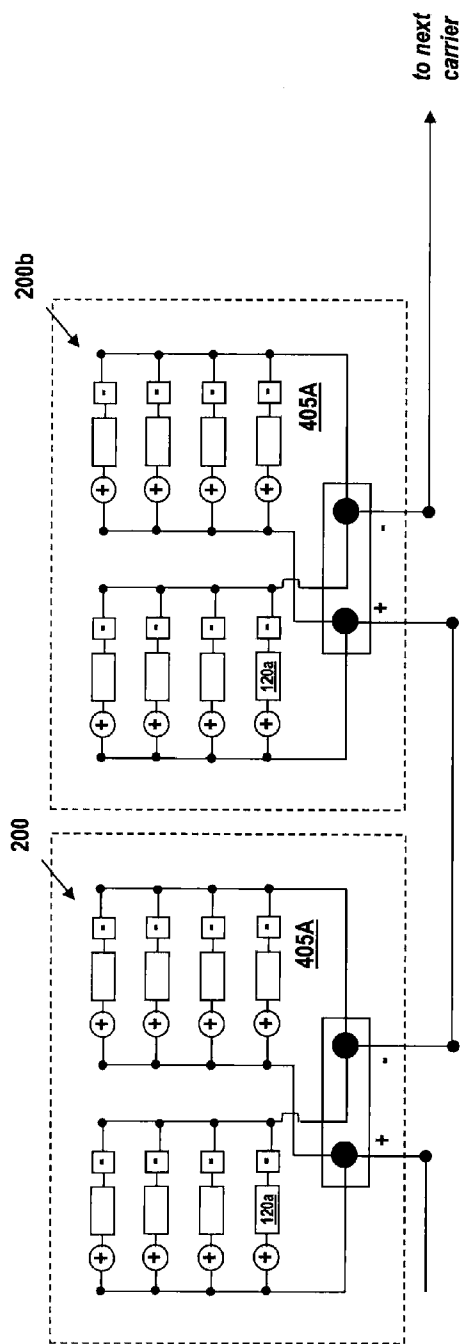 200
200b
+ - + - + - + -
+ - + - + - + -
+ - + - + - + -
+ 120a - + - + 120a - + -
405A
405A
+ -
+ -
to next
carrier